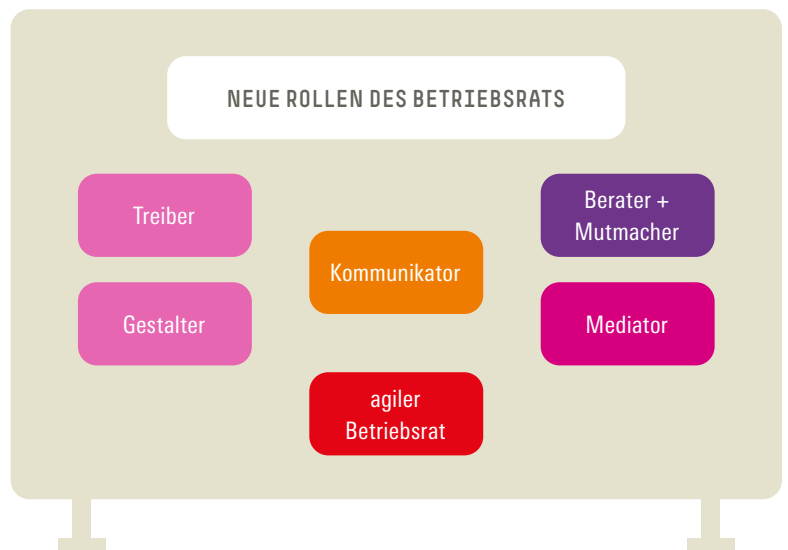 NEUE ROLLEN DES BETRIEBSRATS
Treiber
Gestalter
Kommunikator
agiler
Betriebsrat
Berater +
Mutmacher
Mediator